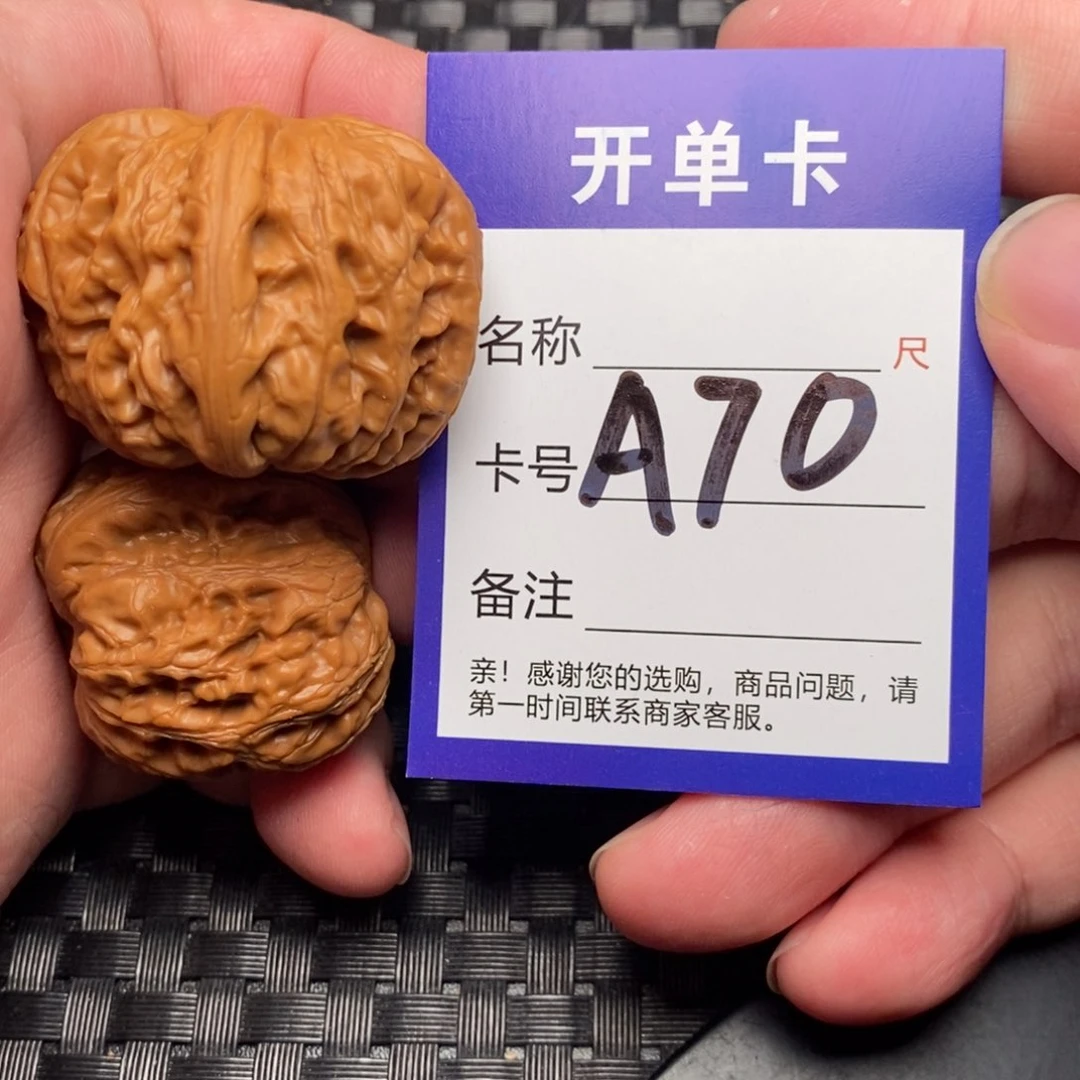 开单卡
名称 尺
卡号 A70
备注
亲！感谢您的选购，商品问题，请
第一时间联系商家客服。